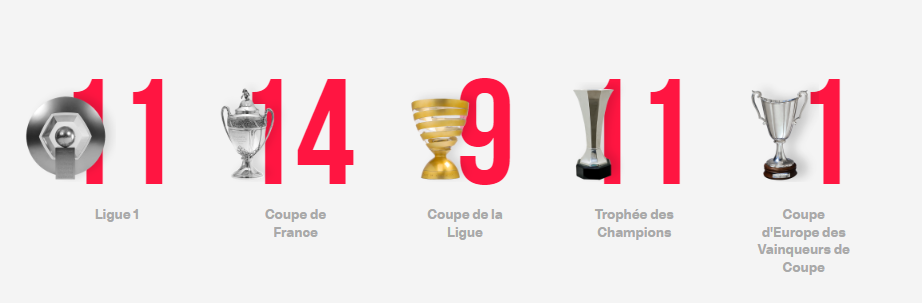 11
14
9
11
1
Ligue 1
Coupe de
France
Coupe de la
Ligue
Trophée des
Champions
Coupe
d'Europe des
Vainqueurs de
Coupe